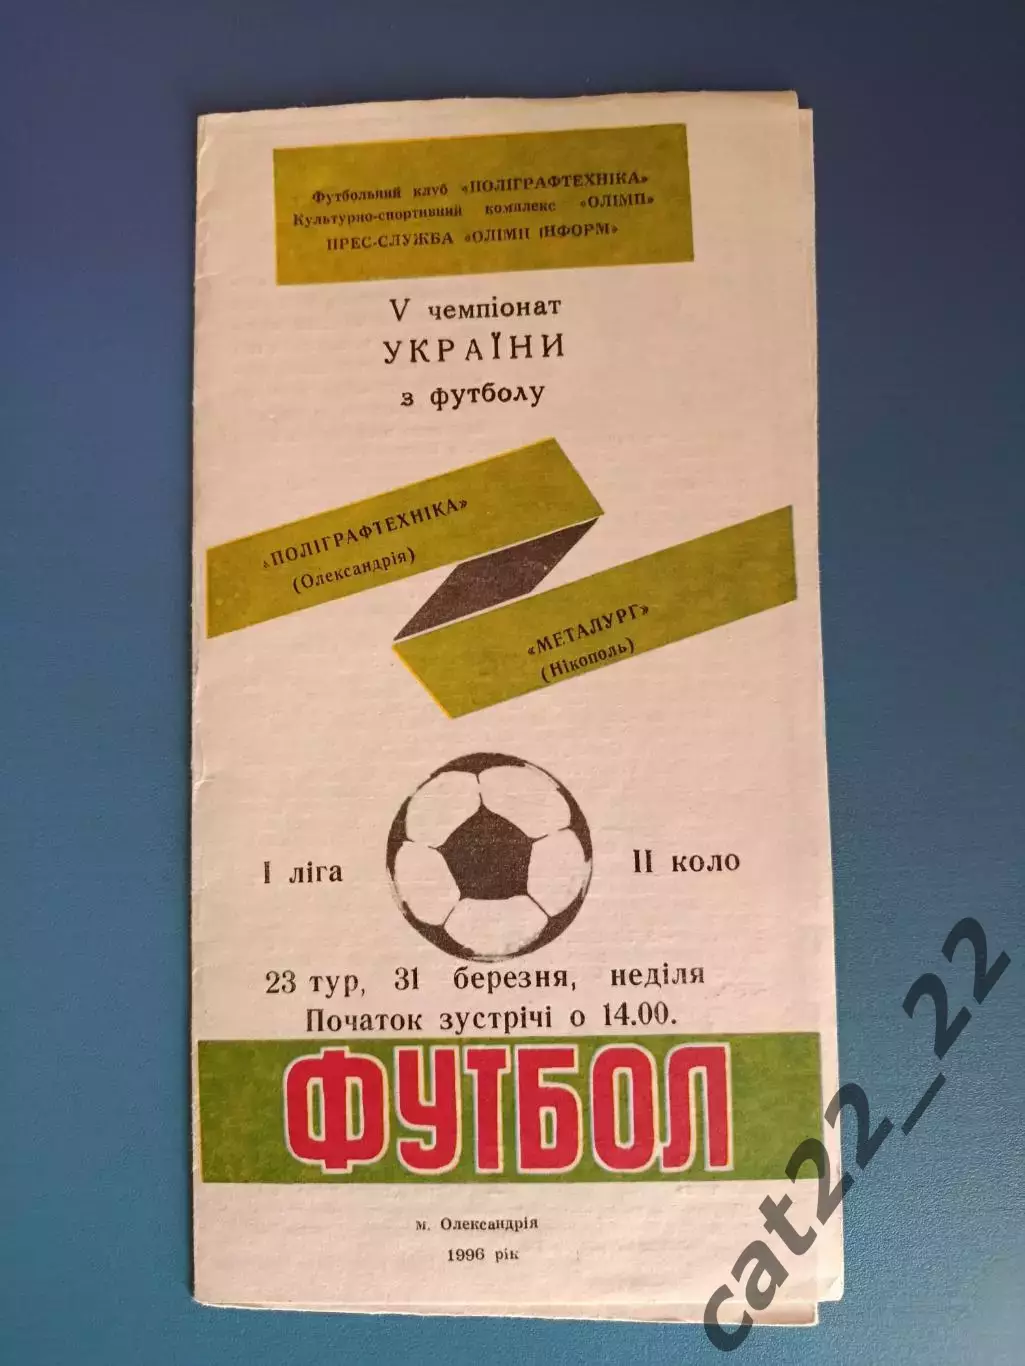 Футбольний клуб «ПОЛІГРАФТЕХНІКА»
Культурно-спортивний комплекс «ОЛІМП»
ПРЕС-СЛУЖБА «ОЛІМП ІНФОРМ»
V чемпіонат
УКРАЇНИ
з футболу
«ПОЛІГРАФТЕХНІКА»
(Олександрія)
«МЕТАЛУРГ»
(Нікополь)
І ліга
ІІ коло
23 тур, 31 березня, неділя
Початок зустрічі о 14.00.
ФУТБОЛ
м. Олександрія
1996 рік
cat22_22